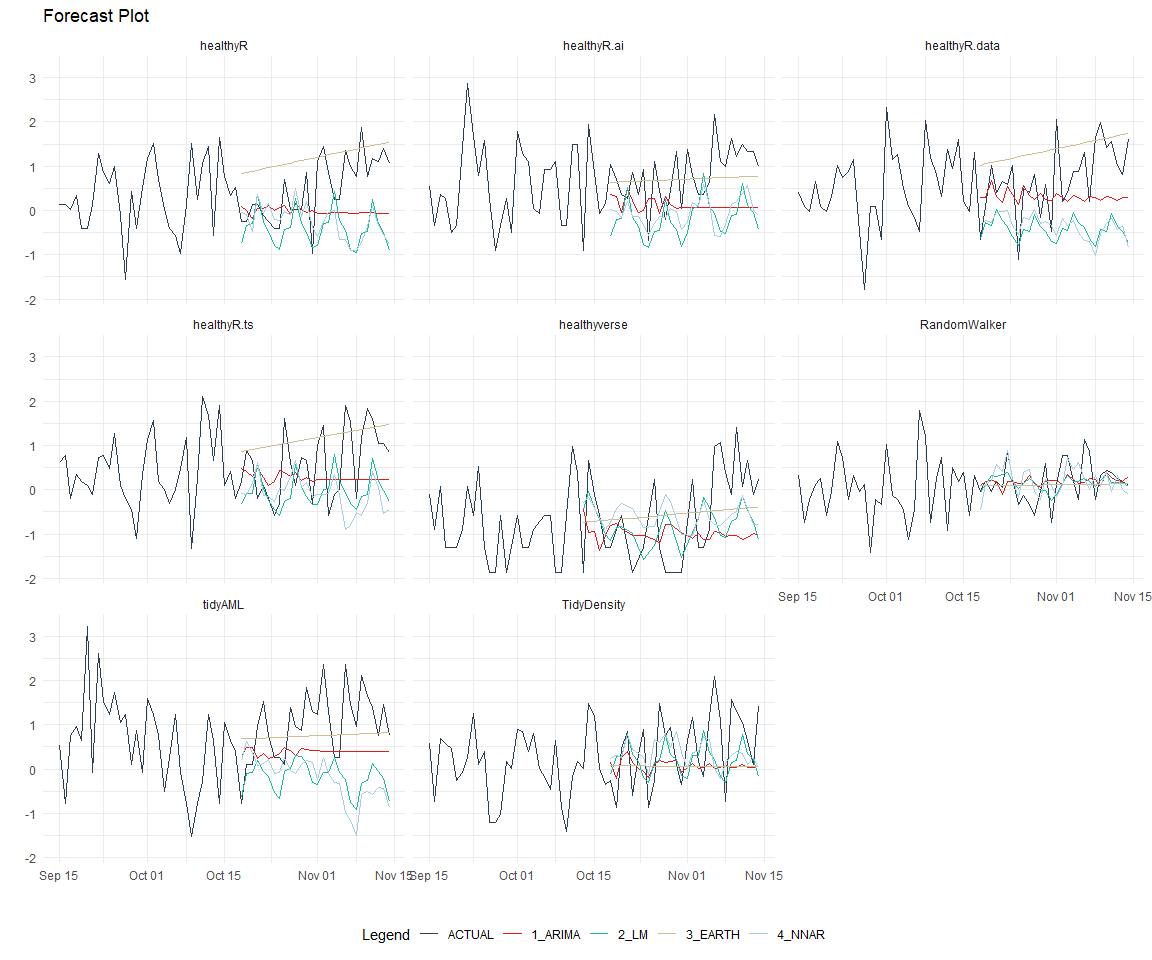 Forecast Plot
healthyR healthyR.ai healthyR.data
3
2
1
0
-1
-2
healthyR.ts healthyverse RandomWalker
3
2
1
0
-1
-2
Sep 15 Oct 01 Oct 15 Nov 01 Nov 15
tidyAML TidyDensity
3
2
1
0
-1
-2
Sep 15 Oct 01 Oct 15 Nov 01 Nov 15 Sep 15 Oct 01 Oct 15 Nov 01 Nov 15
Legend ACTUAL 1_ARIMA 2_LM 3_EARTH 4_NNAR